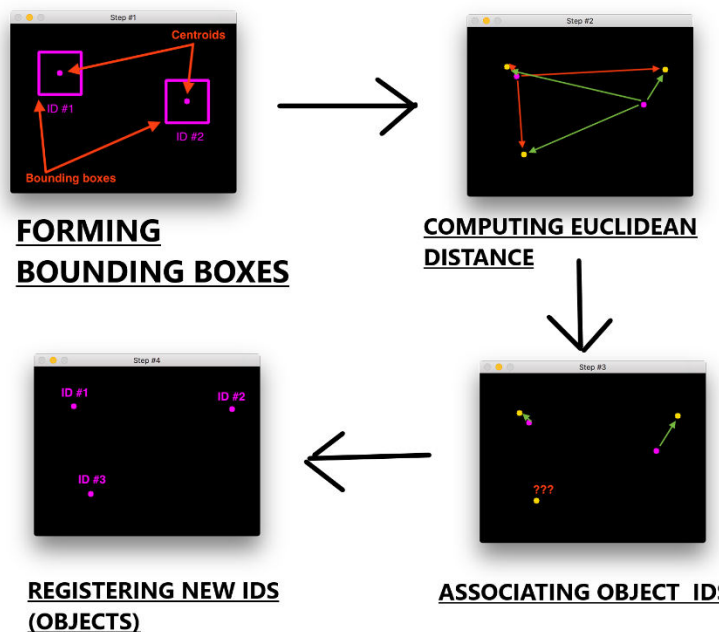 Step #1
Centroids
ID #1
ID #2
Bounding boxes
FORMING
BOUNDING BOXES
Step #2
COMPUTING EUCLIDEAN
DISTANCE
Step #3
???
ASSOCIATING OBJECT IDS
Step #4
ID #1
ID #2
ID #3
REGISTERING NEW IDS
(OBJECTS)